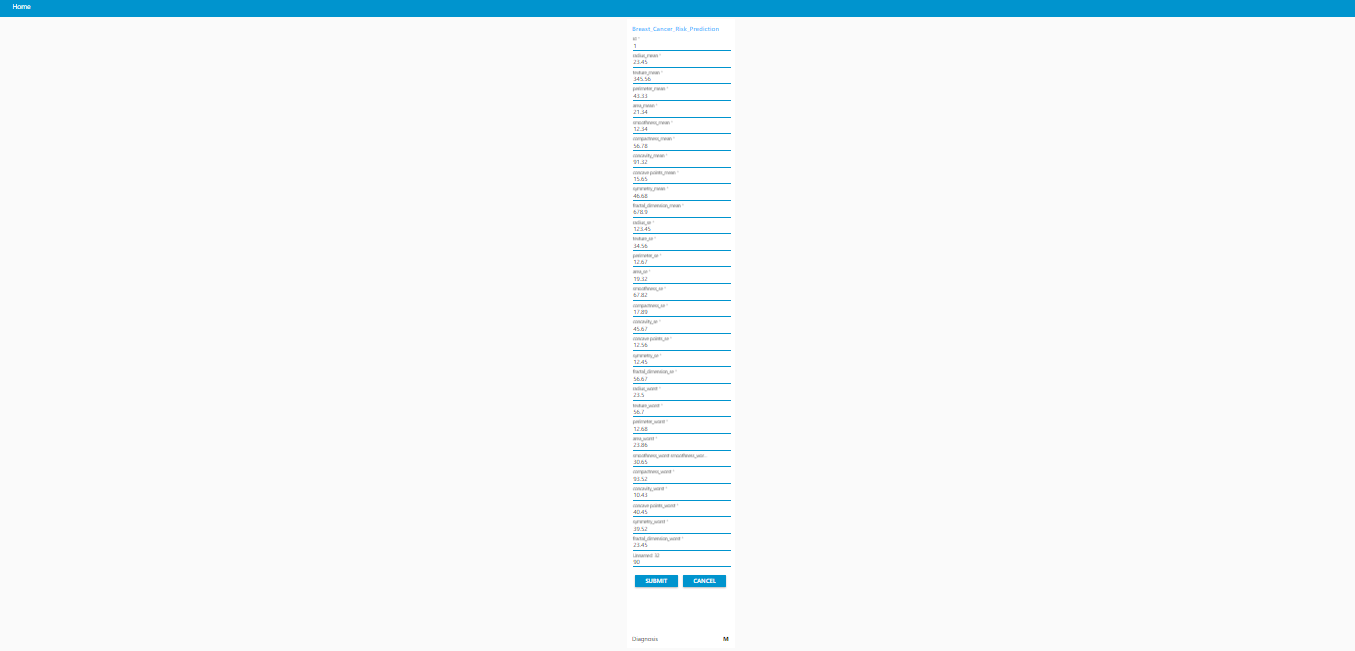 Home
Breast_Cancer_Risk_Prediction
id *
1
radius_mean *
23.45
texture_mean *
345.56
perimeter_mean *
43.33
area_mean *
21.34
smoothness_mean *
12.34
compactness_mean *
56.78
concavity_mean *
91.32
concave points_mean *
15.65
symmetry_mean *
46.68
fractal_dimension_mean *
678.9
radius_se *
123.45
texture_se *
34.56
perimeter_se *
12.67
area_se *
19.32
smoothness_se *
67.82
compactness_se *
17.89
concavity_se *
45.67
concave points_se *
12.56
symmetry_se *
12.45
fractal_dimension_se *
56.67
radius_worst *
23.5
texture_worst *
56.7
perimeter_worst *
12.68
area_worst *
23.86
smoothness_worst smoothness_wor...
30.65
compactness_worst *
93.52
concavity_worst *
10.43
concave points_worst *
40.45
symmetry_worst *
39.52
fractal_dimension_worst *
23.45
Unnamed: 32
90
SUBMIT CANCEL
Diagnosis M